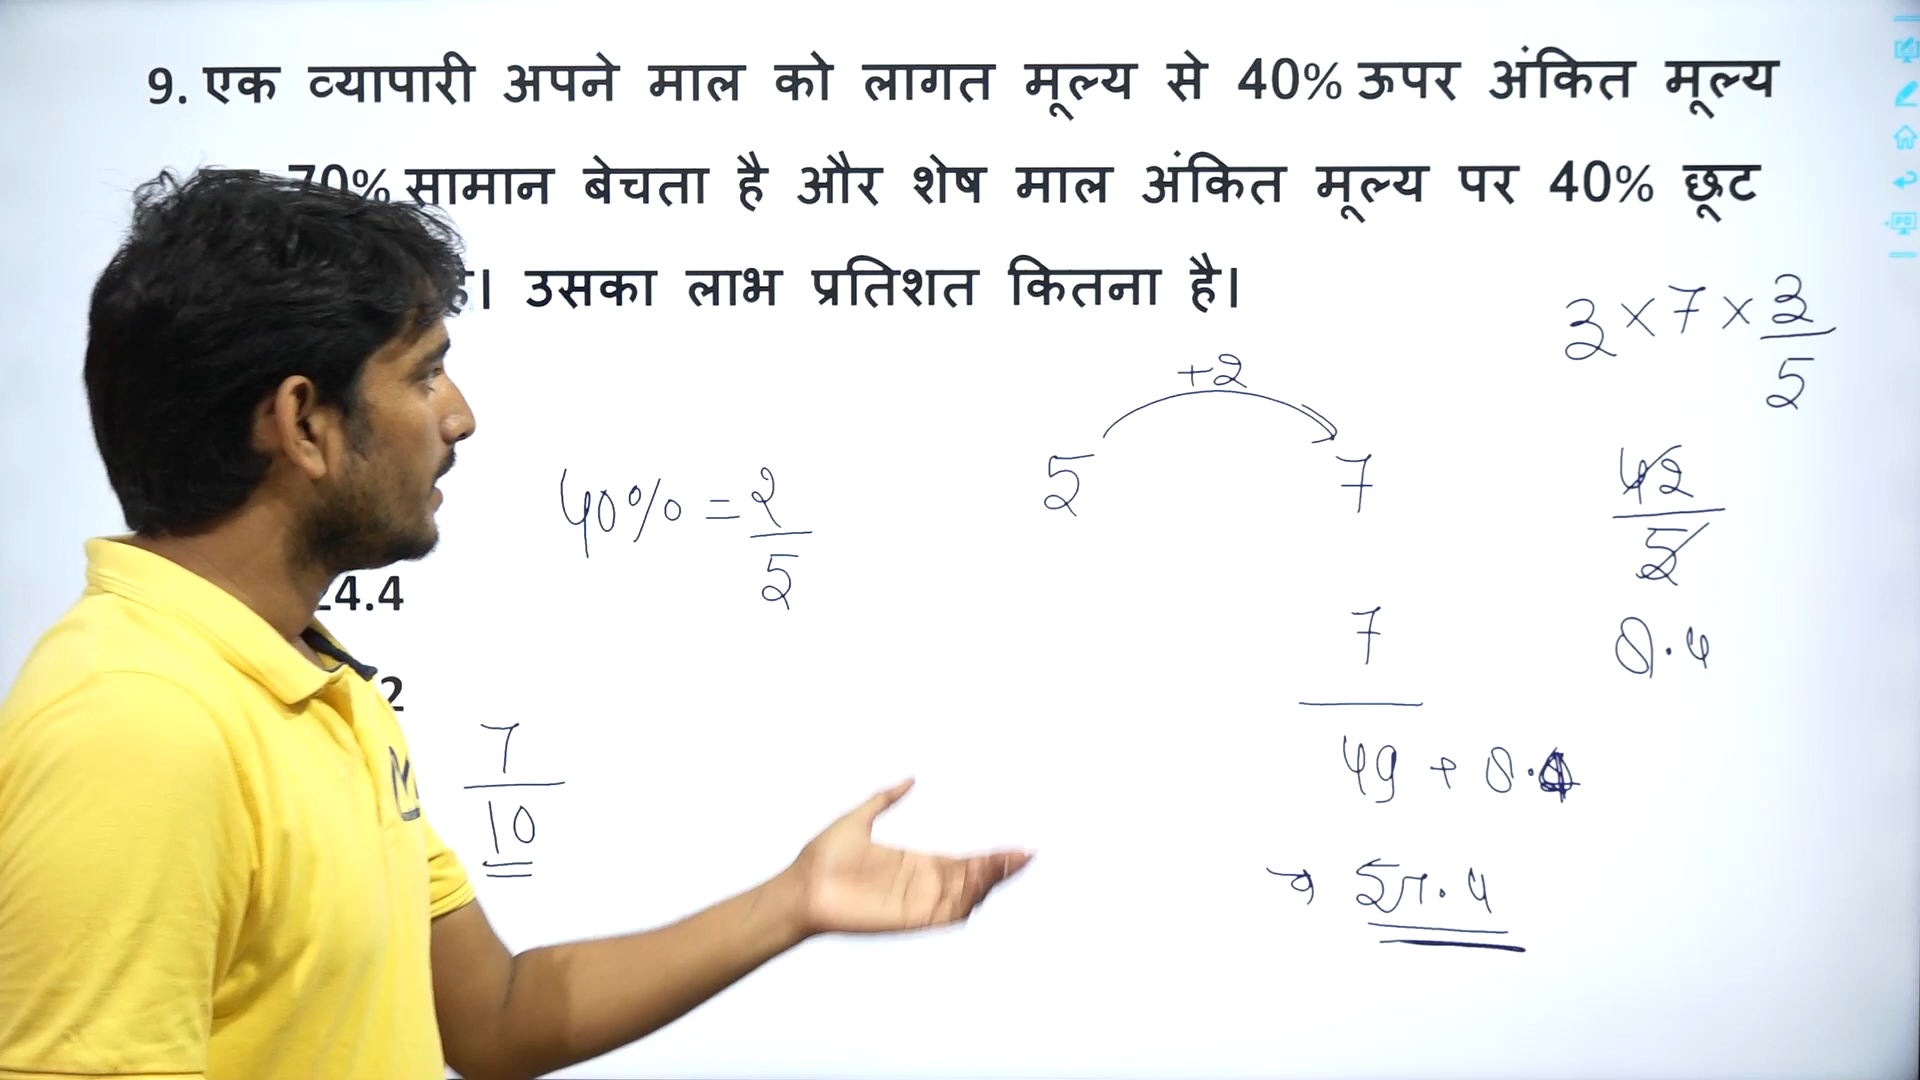 9. एक व्यापारी अपने माल को लागत मूल्य से 40% ऊपर अंकित मूल्य
70% सामान बेचता है और शेष माल अंकित मूल्य पर 40% छूट
। उसका लाभ प्रतिशत कितना है।
3 × 7 × 3/5
+2
5 7
40% = 2/5
42/5
24.4
7
8.4
2
7/10
49 + 8.4
→ 57.4